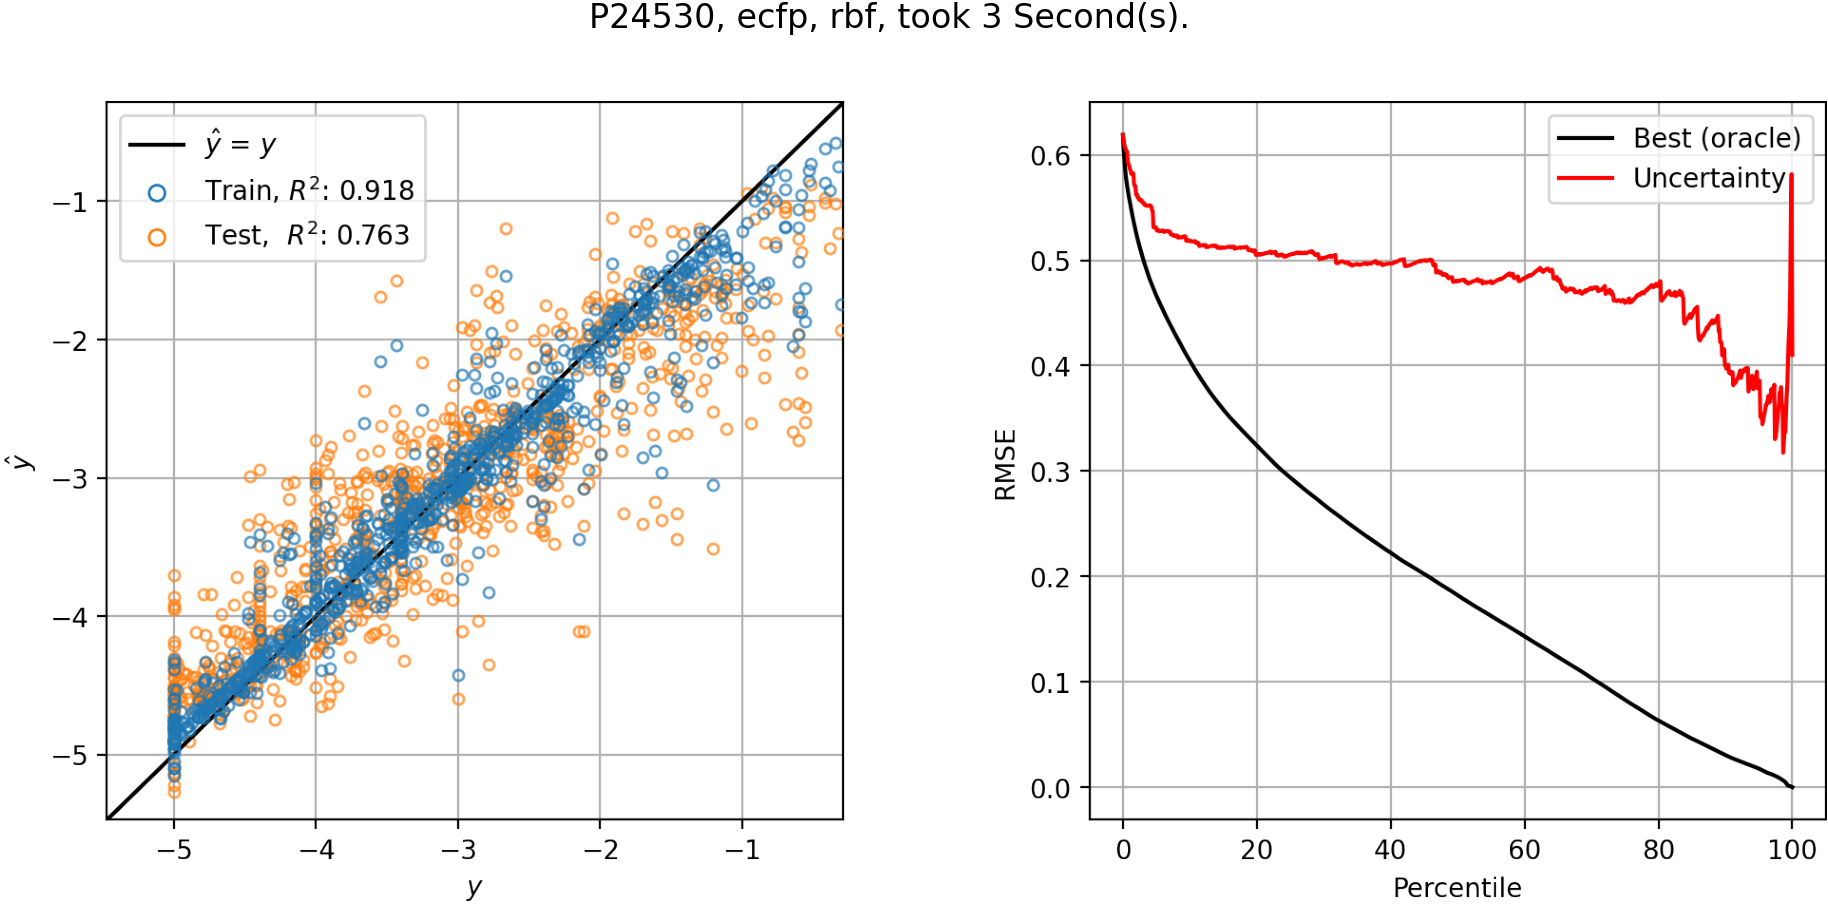 P24530, ecfp, rbf, took 3 Second(s).
ŷ = y
Train, R²: 0.918
Test, R²: 0.763
−1
−2
−3
−4
−5
ŷ
−5 −4 −3 −2 −1
y
Best (oracle)
Uncertainty
0.6
0.5
0.4
0.3
0.2
0.1
0.0
RMSE
0 20 40 60 80 100
Percentile